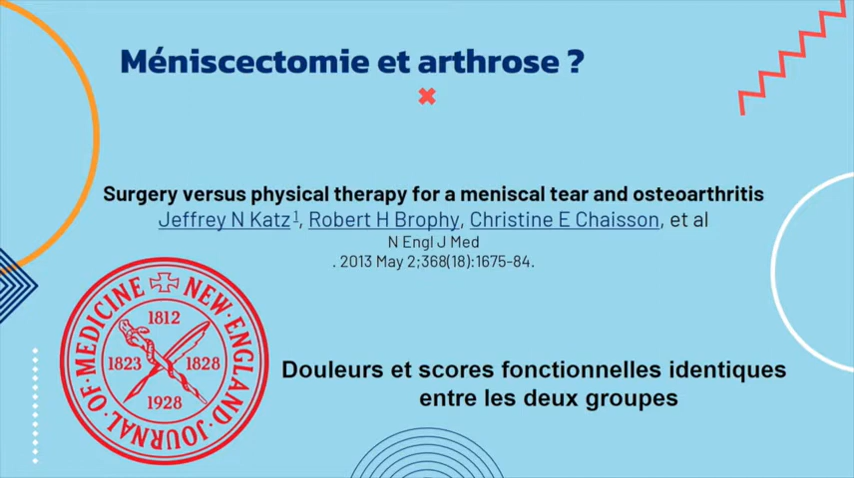 Méniscectomie et arthrose ?
Surgery versus physical therapy for a meniscal tear and osteoarthritis
Jeffrey N Katz 1, Robert H Brophy, Christine E Chaisson, et al
N Engl J Med
. 2013 May 2;368(18):1675-84.
NEW ENGLAND JOURNAL OF MEDICINE
1812
1823 1828
1928
Douleurs et scores fonctionnelles identiques
entre les deux groupes